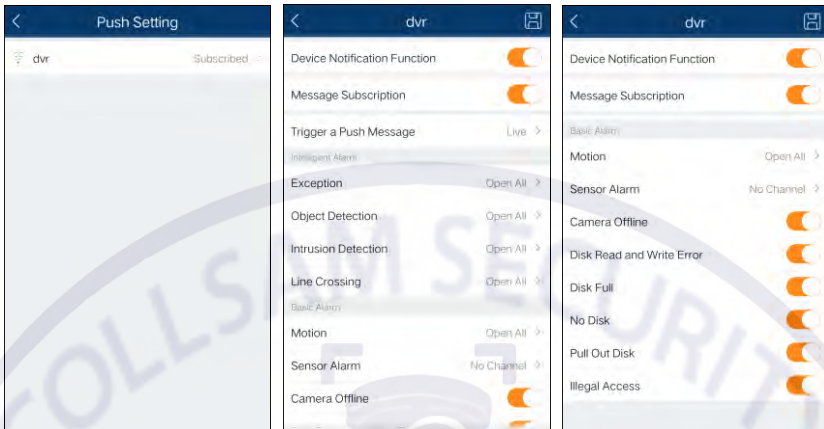 Push Setting
dvr Subscribed
dvr
Device Notification Function
Message Subscription
Trigger a Push Message Live
Intelligent Alarm
Exception Open All
Object Detection Open All
Intrusion Detection Open All
Line Crossing Open All
Basic Alarm
Motion Open All
Sensor Alarm No Channel
Camera Offline
dvr
Device Notification Function
Message Subscription
Basic Alarm
Motion Open All
Sensor Alarm No Channel
Camera Offline
Disk Read and Write Error
Disk Full
No Disk
Pull Out Disk
Illegal Access
OLLSAM SECURIT